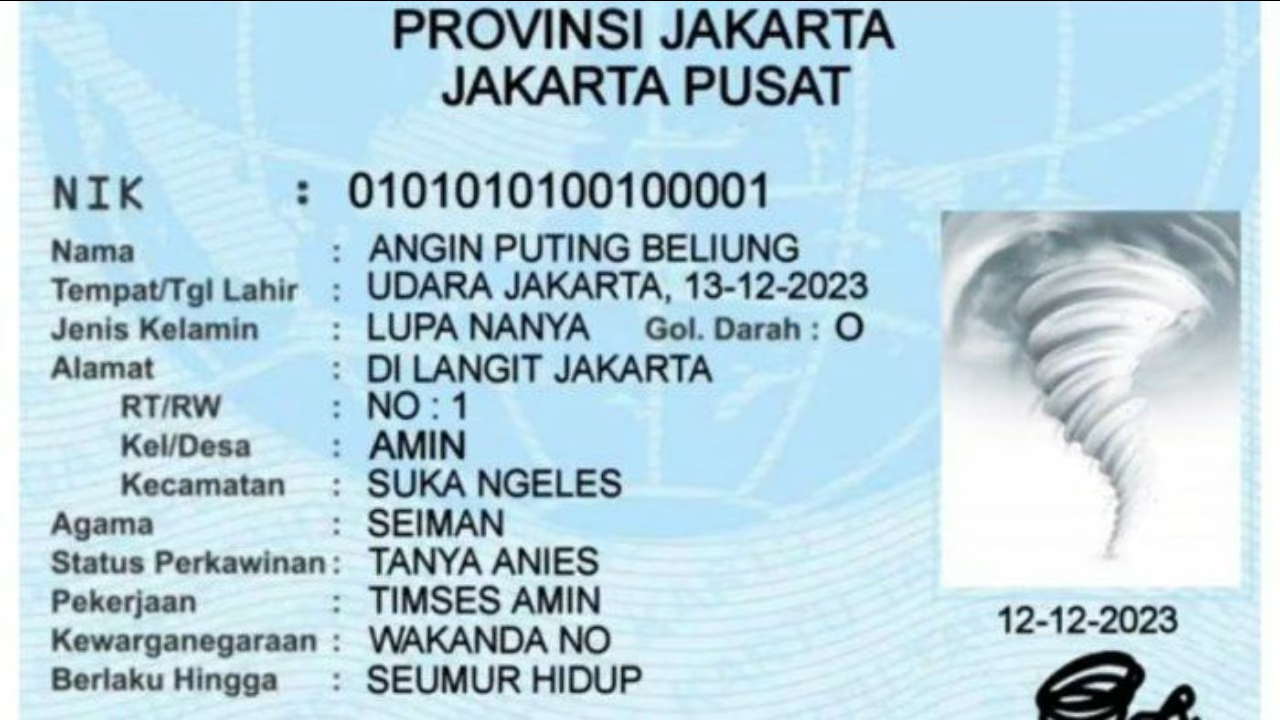 PROVINSI JAKARTA
JAKARTA PUSAT
NIK : 0101010100100001
Nama : ANGIN PUTING BELIUNG
Tempat/Tgl Lahir : UDARA JAKARTA, 13-12-2023
Jenis Kelamin : LUPA NANYA Gol. Darah : O
Alamat : DI LANGIT JAKARTA
RT/RW : NO : 1
Kel/Desa : AMIN
Kecamatan : SUKA NGELES
Agama : SEIMAN
Status Perkawinan : TANYA ANIES
Pekerjaan : TIMSES AMIN
Kewarganegaraan : WAKANDA NO
Berlaku Hingga : SEUMUR HIDUP
12-12-2023